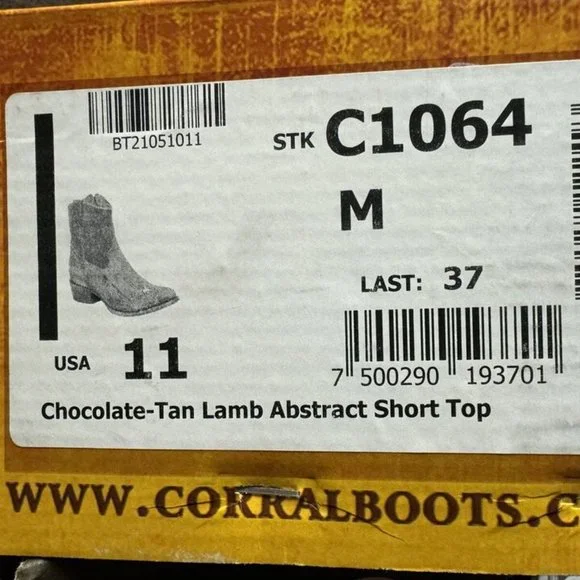 BT21051011
STK C1064
M
LAST: 37
USA 11
7 500290 193701
Chocolate-Tan Lamb Abstract Short Top
WWW.CORRALBOOTS.C